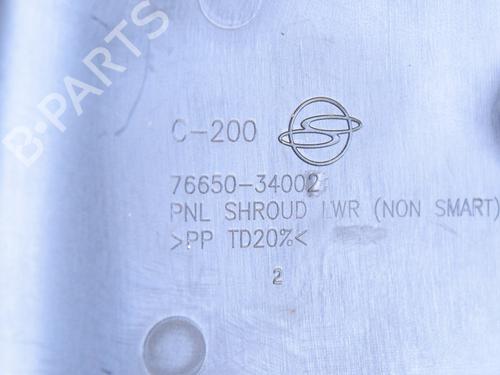 B-PARTS
C-200
76650-34002
PNL SHROUD LWR (NON SMART)
>PP TD20%<
2